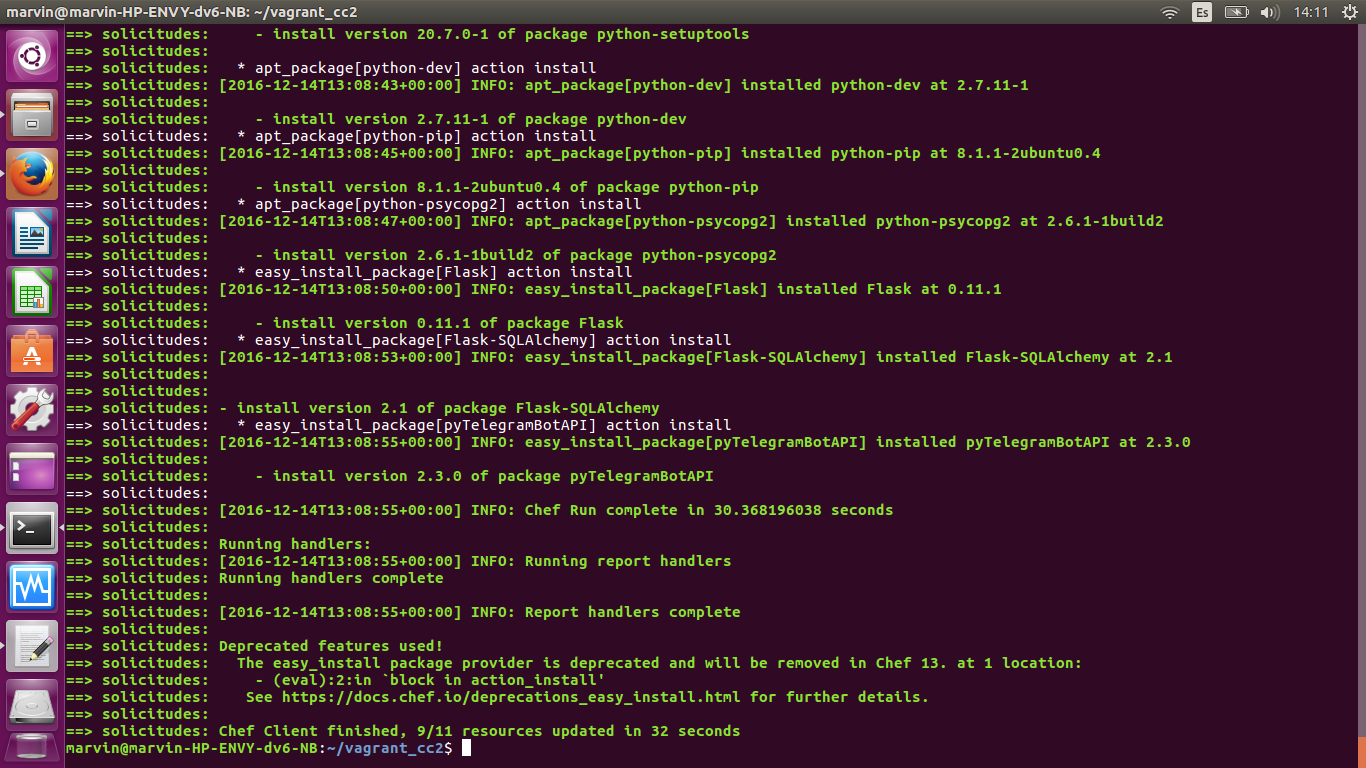 marvin@marvin-HP-ENVY-dv6-NB: ~/vagrant_cc2
Es
14:11
==> solicitudes:     - install version 20.7.0-1 of package python-setuptools
==> solicitudes:
==> solicitudes:   * apt_package[python-dev] action install
==> solicitudes: [2016-12-14T13:08:43+00:00] INFO: apt_package[python-dev] installed python-dev at 2.7.11-1
==> solicitudes:
==> solicitudes:     - install version 2.7.11-1 of package python-dev
==> solicitudes:   * apt_package[python-pip] action install
==> solicitudes: [2016-12-14T13:08:45+00:00] INFO: apt_package[python-pip] installed python-pip at 8.1.1-2ubuntu0.4
==> solicitudes:
==> solicitudes:     - install version 8.1.1-2ubuntu0.4 of package python-pip
==> solicitudes:   * apt_package[python-psycopg2] action install
==> solicitudes: [2016-12-14T13:08:47+00:00] INFO: apt_package[python-psycopg2] installed python-psycopg2 at 2.6.1-1build2
==> solicitudes:
==> solicitudes:     - install version 2.6.1-1build2 of package python-psycopg2
==> solicitudes:   * easy_install_package[Flask] action install
==> solicitudes: [2016-12-14T13:08:50+00:00] INFO: easy_install_package[Flask] installed Flask at 0.11.1
==> solicitudes:
==> solicitudes:     - install version 0.11.1 of package Flask
==> solicitudes:   * easy_install_package[Flask-SQLAlchemy] action install
==> solicitudes: [2016-12-14T13:08:53+00:00] INFO: easy_install_package[Flask-SQLAlchemy] installed Flask-SQLAlchemy at 2.1
==> solicitudes:
==> solicitudes:
==> solicitudes: - install version 2.1 of package Flask-SQLAlchemy
==> solicitudes:   * easy_install_package[pyTelegramBotAPI] action install
==> solicitudes: [2016-12-14T13:08:55+00:00] INFO: easy_install_package[pyTelegramBotAPI] installed pyTelegramBotAPI at 2.3.0
==> solicitudes:
==> solicitudes:     - install version 2.3.0 of package pyTelegramBotAPI
==> solicitudes:
==> solicitudes: [2016-12-14T13:08:55+00:00] INFO: Chef Run complete in 30.368196038 seconds
==> solicitudes:
==> solicitudes: Running handlers:
==> solicitudes: [2016-12-14T13:08:55+00:00] INFO: Running report handlers
==> solicitudes: Running handlers complete
==> solicitudes:
==> solicitudes: [2016-12-14T13:08:55+00:00] INFO: Report handlers complete
==> solicitudes:
==> solicitudes: Deprecated features used!
==> solicitudes:   The easy_install package provider is deprecated and will be removed in Chef 13. at 1 location:
==> solicitudes:     - (eval):2:in `block in action_install'
==> solicitudes:    See https://docs.chef.io/deprecations_easy_install.html for further details.
==> solicitudes:
==> solicitudes: Chef Client finished, 9/11 resources updated in 32 seconds
marvin@marvin-HP-ENVY-dv6-NB:~/vagrant_cc2$